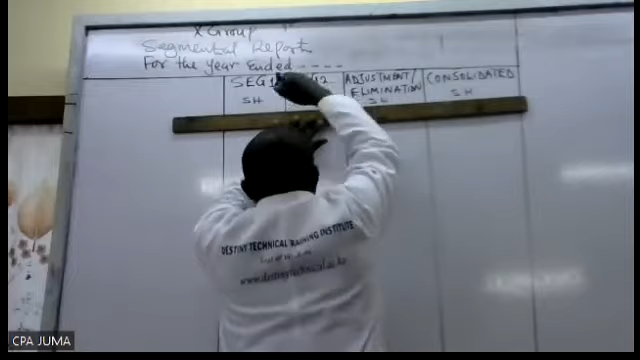 X Group
Segmental Reports
For the year Ended ----
SEG 1 ADJUSTMENT/ CONSOLIDATED
ELIMINATION
SH SH SH
DESTINY TECHNICAL TRAINING INSTITUTE
www.destinytechnical.ac.ke
CPA JUMA